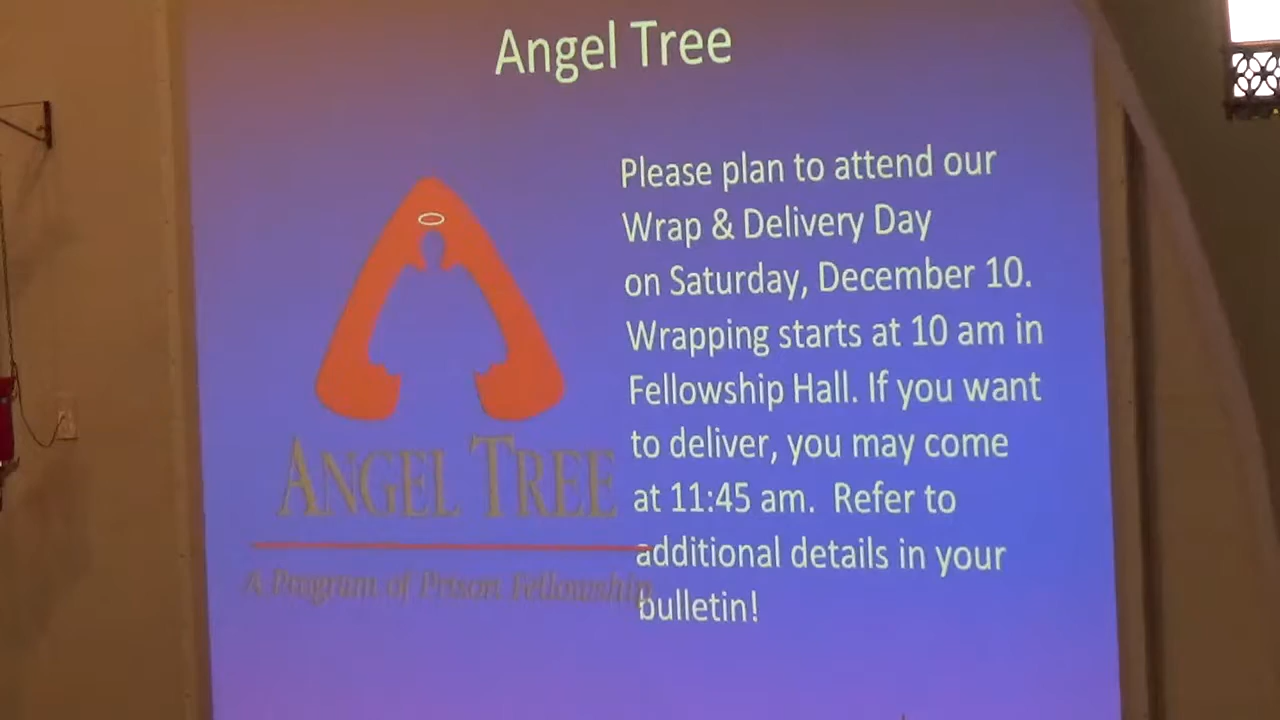 Angel Tree
Please plan to attend our
Wrap & Delivery Day
on Saturday, December 10.
Wrapping starts at 10 am in
Fellowship Hall. If you want
to deliver, you may come
at 11:45 am. Refer to
additional details in your
bulletin!
ANGEL TREE
A Program of Prison Fellowship